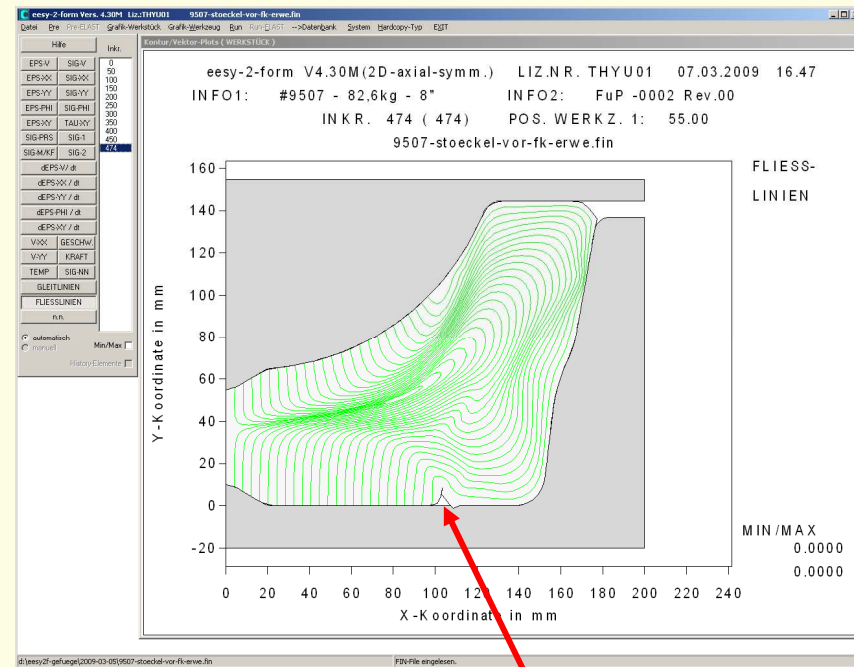 eesy-2-form Vers. 4.30M Liz.:THYU01 9507-stoeckel-vor-fk-erwe.fin
Datei Pre Pre-ELAST Grafik-Werkstück Grafik-Werkzeug Run Run-ELAST -->Datenbank System Hardcopy-Typ EXIT
Hilfe
Inkr.
EPS-V SIG-V
EPS-XX SIG-XX
EPS-YY SIG-YY
EPS-PHI SIG-PHI
EPS-XY TAU-XY
SIG-PRS SIG-1
SIG-M/KF SIG-2
dEPS-V/ dt
dEPS-XX / dt
dEPS-YY / dt
dEPS-PHI / dt
dEPS-XY / dt
V-XX GESCHW.
V-YY KRAFT
TEMP SIG-NN
GLEITLINIEN
FLIESSLINIEN
n.n.
automatisch
manuell
Min/Max
History-Elemente
0
50
100
150
200
250
300
350
400
450
474
Kontur/Vektor-Plots ( WERKSTÜCK )
eesy-2-form V4.30M(2D-axial-symm.) LIZ.NR. THYU01 07.03.2009 16.47
INFO1: #9507 - 82,6kg - 8" INFO2: FuP -0002 Rev.00
INKR. 474 ( 474) POS. WERKZ. 1: 55.00
9507-stoeckel-vor-fk-erwe.fin
FLIESS-
LINIEN
160
140
120
100
80
60
40
20
0
-20
Y-Koordinate in mm
0 20 40 60 80 100 120 140 160 180 200 220 240
X-Koordinate in mm
MIN/MAX
0.0000
0.0000
d:\eesy2f-gefuege\2009-03-05\9507-stoeckel-vor-fk-erwe.fin FIN-File eingelesen.